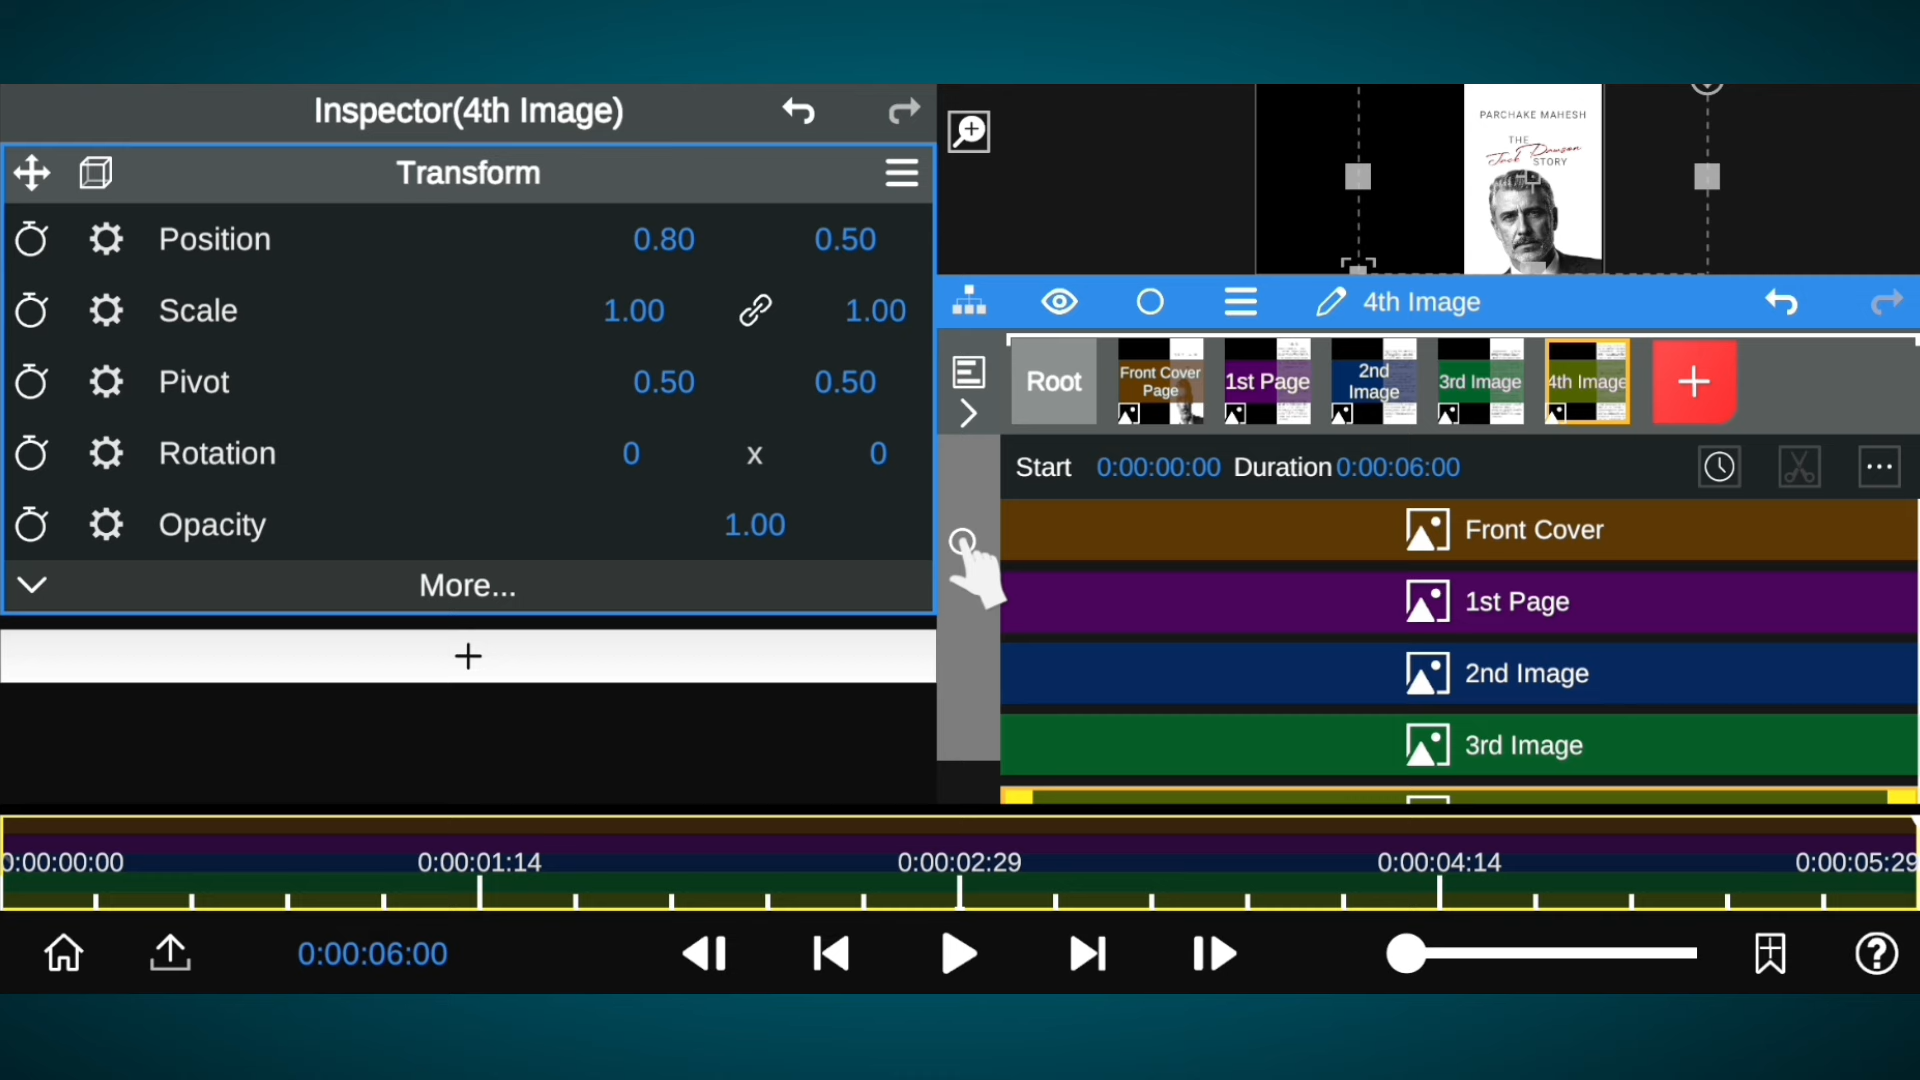 Inspector(4th Image)
Transform
Position 0.80 0.50
Scale 1.00 1.00
Pivot 0.50 0.50
Rotation 0 x 0
Opacity 1.00
More...
+
PARCHAKE MAHESH
THE
Jack Dawson
STORY
4th Image
Root
Front Cover
Page
1st Page
2nd
Image
3rd Image
4th Image
+
Start 0:00:00:00 Duration 0:00:06:00
Front Cover
1st Page
2nd Image
3rd Image
0:00:00:00 0:00:01:14 0:00:02:29 0:00:04:14 0:00:05:29
0:00:06:00
?